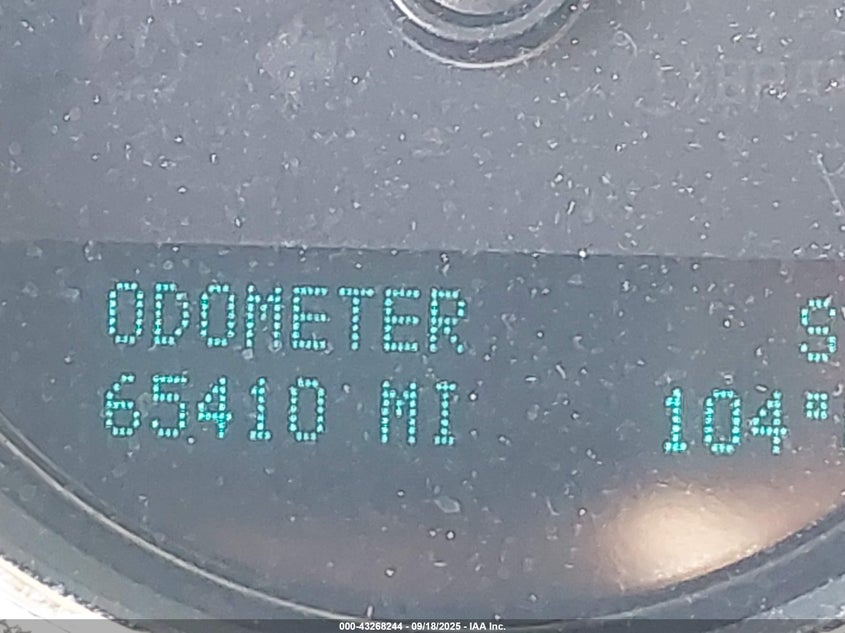 ODOMETER S
65410 MI 104°
000-43268244 - 09/18/2025 - IAA Inc.